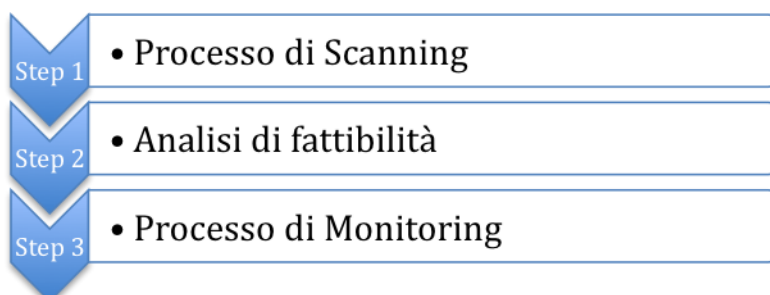 Step 1
• Processo di Scanning
Step 2
• Analisi di fattibilità
Step 3
• Processo di Monitoring